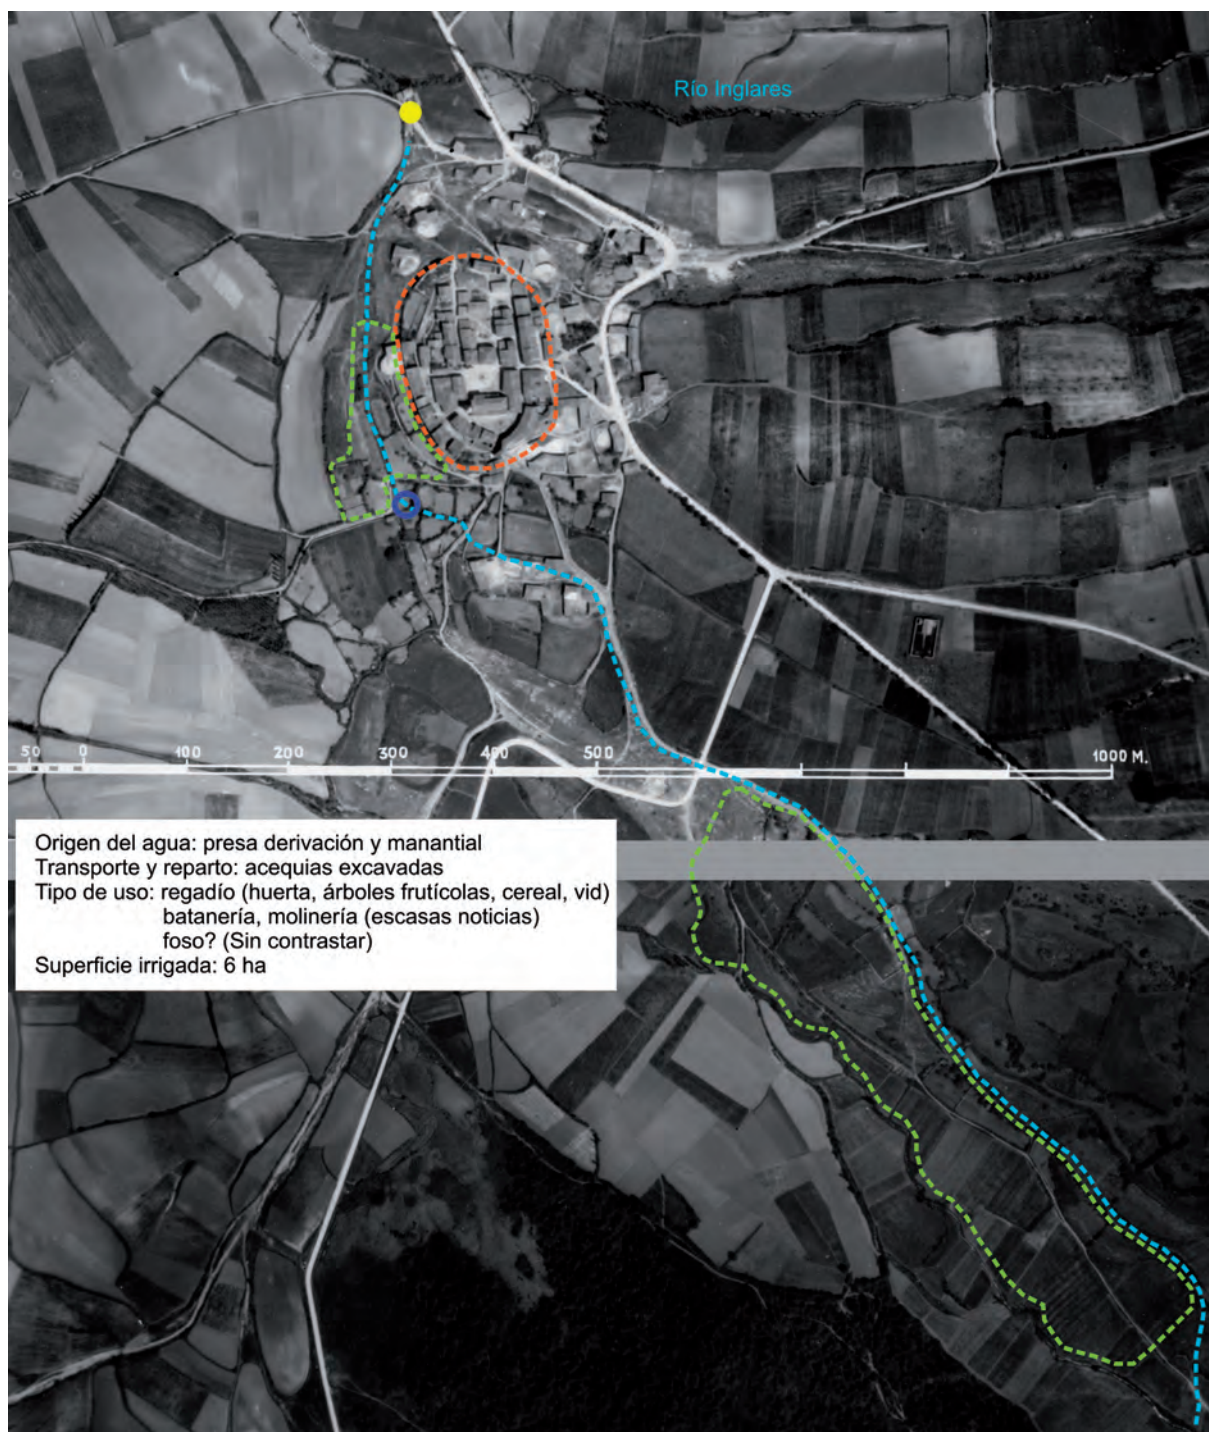 Río Inglares
50 0 100 200 300 400 500 1000 M.
Origen del agua: presa derivación y manantial
Transporte y reparto: acequias excavadas
Tipo de uso: regadío (huerta, árboles frutícolas, cereal, vid)
batanería, molinería (escasas noticias)
foso? (Sin contrastar)
Superficie irrigada: 6 ha